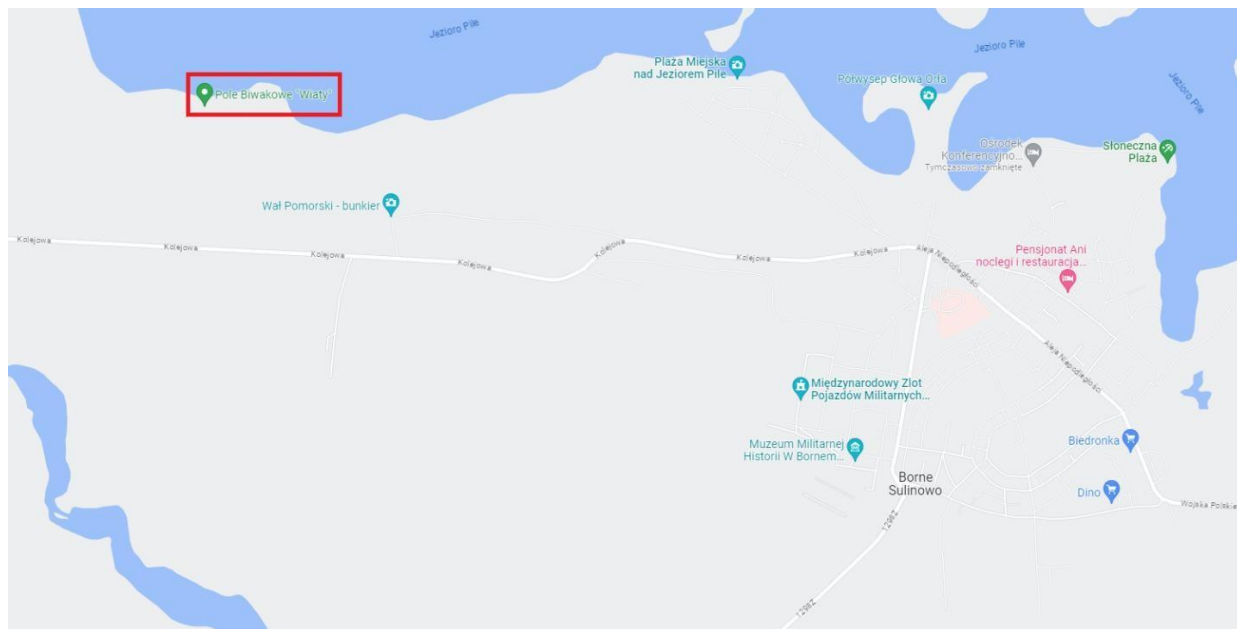 Jezioro Pile
Jezioro Pile
Plaża Miejska
nad Jeziorem Pile
Półwysep Głowa Orła
Jezioro Pile
Pole Biwakowe "Wiaty"
Ośrodek
Konferencyjno...
Tymczasowo zamknięte
Słoneczna
Plaża
Wał Pomorski - bunkier
Kolejowa
Kolejowa
Kolejowa
Kolejowa
Kolejowa
Kolejowa
Kolejowa
Aleja Niepodległości
Pensjonat Ani
noclegi i restauracja...
Aleja Niepodległości
Międzynarodowy Zlot
Pojazdów Militarnych...
Muzeum Militarnej
Historii W Bornem...
Biedronka
Borne
Sulinowo
Dino
Wojska Polskie
1298Z
1298Z